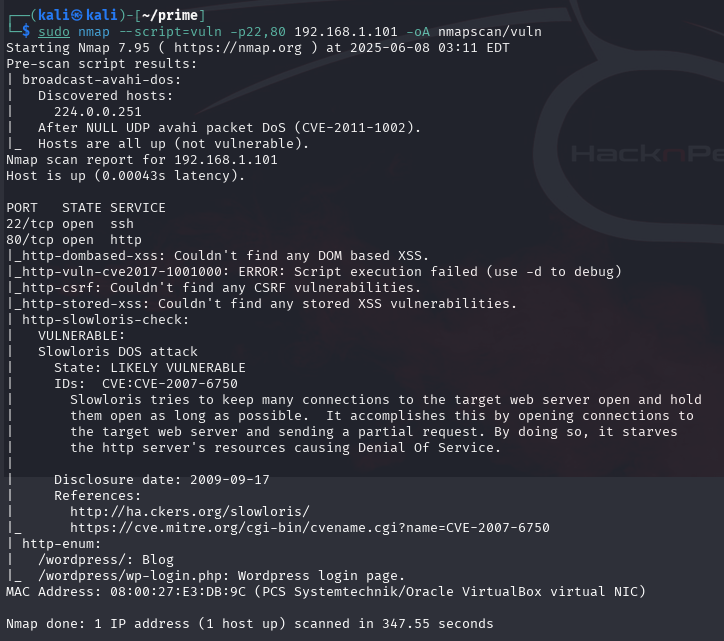 ┌──(kali㉿kali)-[~/prime]
└─$ sudo nmap --script=vuln -p22,80 192.168.1.101 -oA nmapscan/vuln
Starting Nmap 7.95 ( https://nmap.org ) at 2025-06-08 03:11 EDT
Pre-scan script results:
| broadcast-avahi-dos:
|   Discovered hosts:
|     224.0.0.251
|   After NULL UDP avahi packet DoS (CVE-2011-1002).
|_  Hosts are all up (not vulnerable).
Nmap scan report for 192.168.1.101
Host is up (0.00043s latency).

PORT   STATE SERVICE
22/tcp open  ssh
80/tcp open  http
|_http-dombased-xss: Couldn't find any DOM based XSS.
|_http-vuln-cve2017-1001000: ERROR: Script execution failed (use -d to debug)
|_http-csrf: Couldn't find any CSRF vulnerabilities.
|_http-stored-xss: Couldn't find any stored XSS vulnerabilities.
| http-slowloris-check:
|   VULNERABLE:
|   Slowloris DOS attack
|     State: LIKELY VULNERABLE
|     IDs:  CVE:CVE-2007-6750
|       Slowloris tries to keep many connections to the target web server open and hold
|       them open as long as possible.  It accomplishes this by opening connections to
|       the target web server and sending a partial request. By doing so, it starves
|       the http server's resources causing Denial Of Service.
|
|     Disclosure date: 2009-09-17
|     References:
|       http://ha.ckers.org/slowloris/
|_      https://cve.mitre.org/cgi-bin/cvename.cgi?name=CVE-2007-6750
| http-enum:
|   /wordpress/: Blog
|_  /wordpress/wp-login.php: Wordpress login page.
MAC Address: 08:00:27:E3:DB:9C (PCS Systemtechnik/Oracle VirtualBox virtual NIC)

Nmap done: 1 IP address (1 host up) scanned in 347.55 seconds
HacknPe